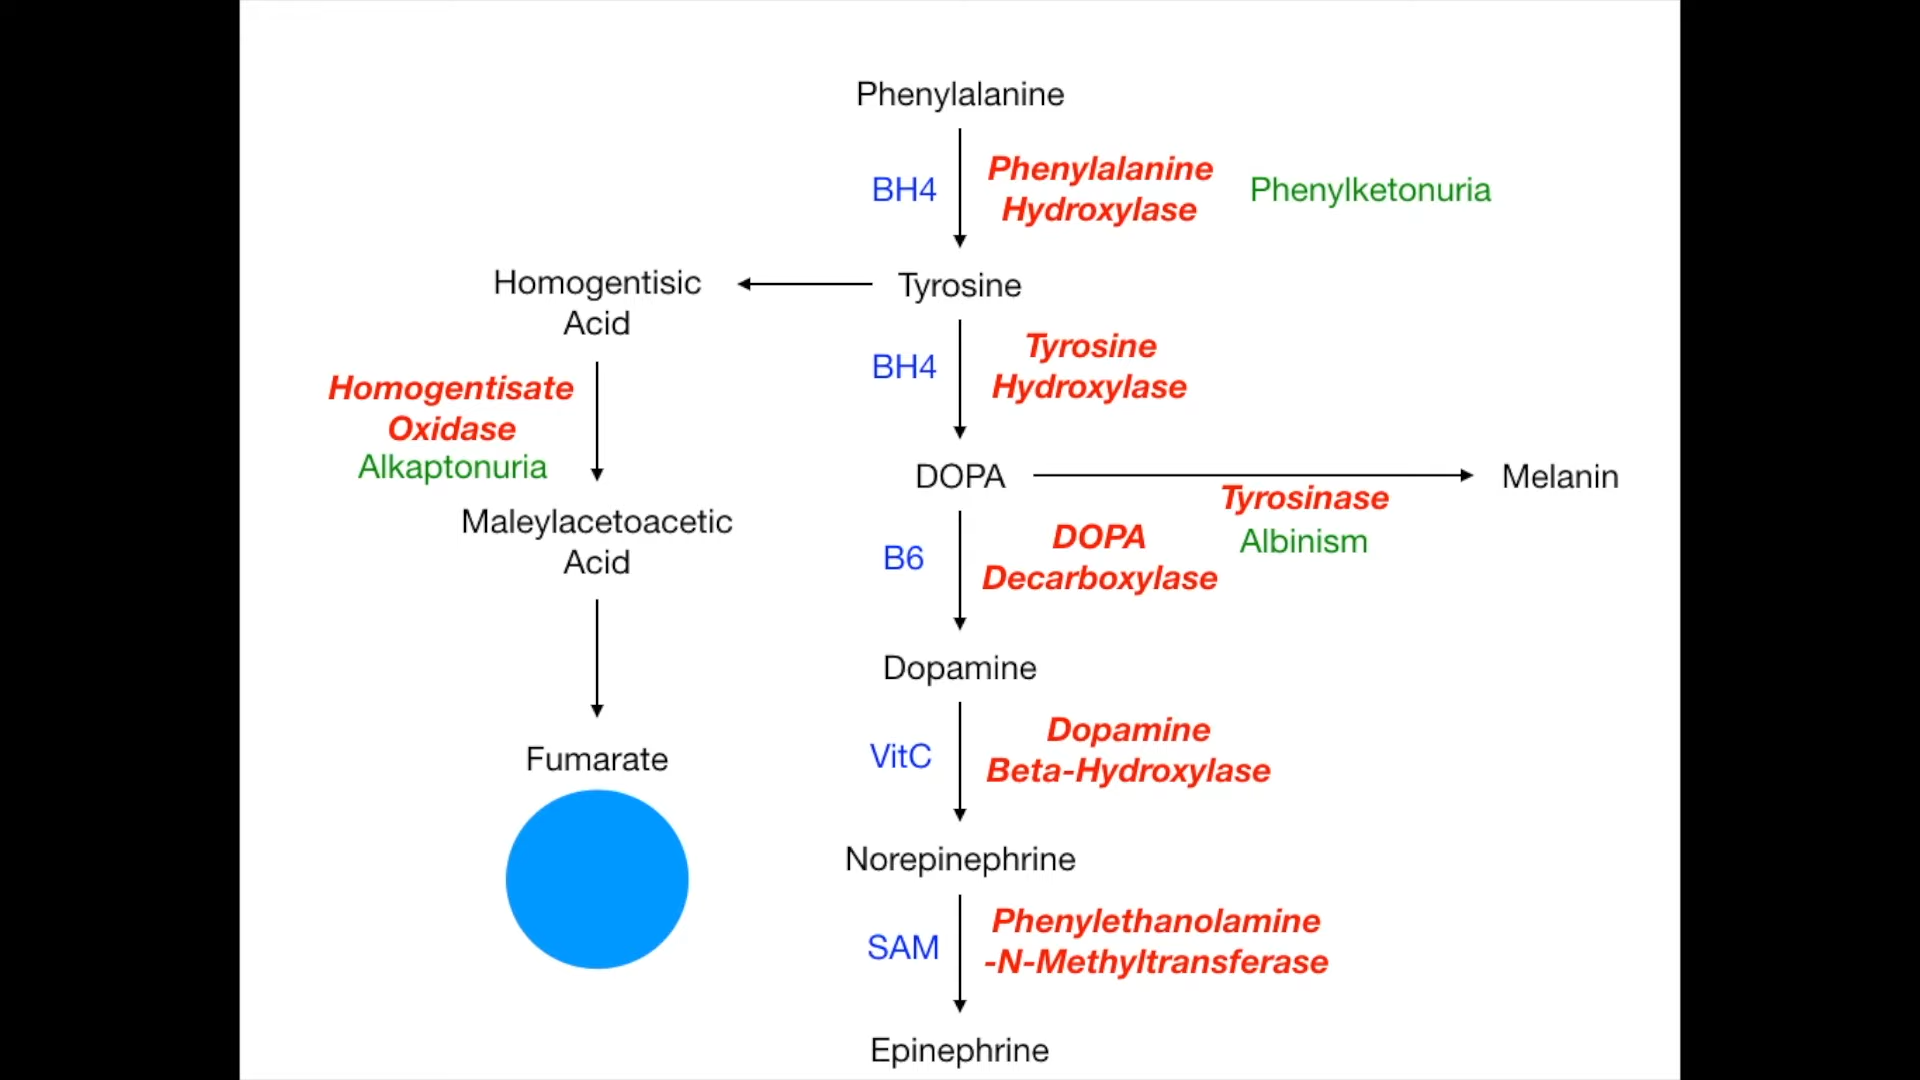 Phenylalanine
BH4
Phenylalanine
Hydroxylase
Phenylketonuria
Homogentisic
Acid
Tyrosine
Homogentisate
Oxidase
Alkaptonuria
BH4
Tyrosine
Hydroxylase
DOPA
Melanin
Tyrosinase
Albinism
Maleylacetoacetic
Acid
B6
DOPA
Decarboxylase
Dopamine
Fumarate
VitC
Dopamine
Beta-Hydroxylase
Norepinephrine
SAM
Phenylethanolamine
-N-Methyltransferase
Epinephrine